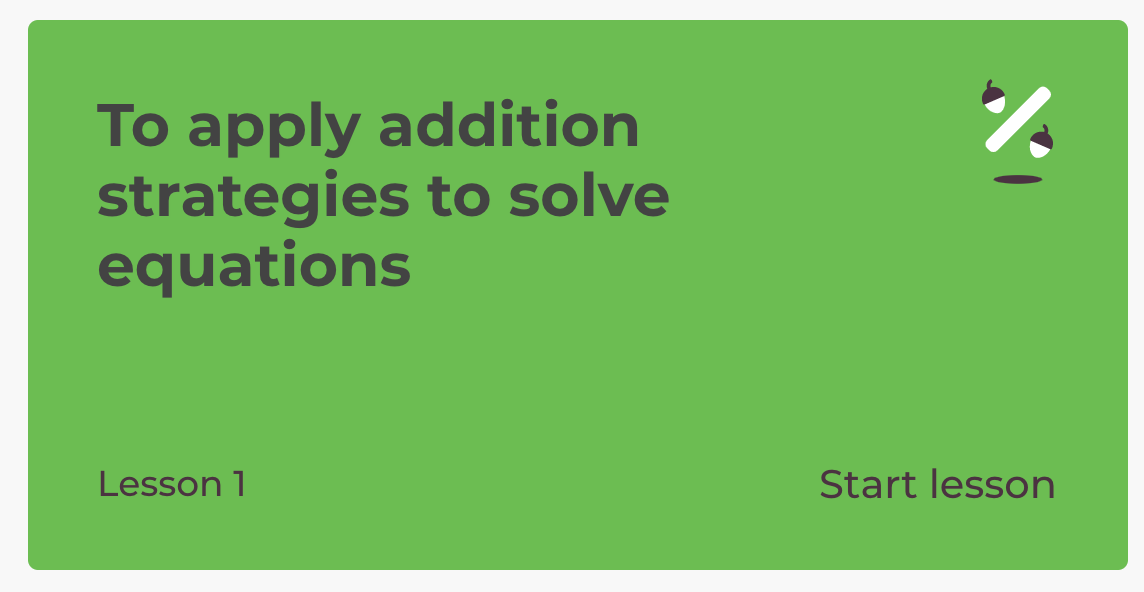 To apply addition
strategies to solve
equations
Lesson 1
Start lesson